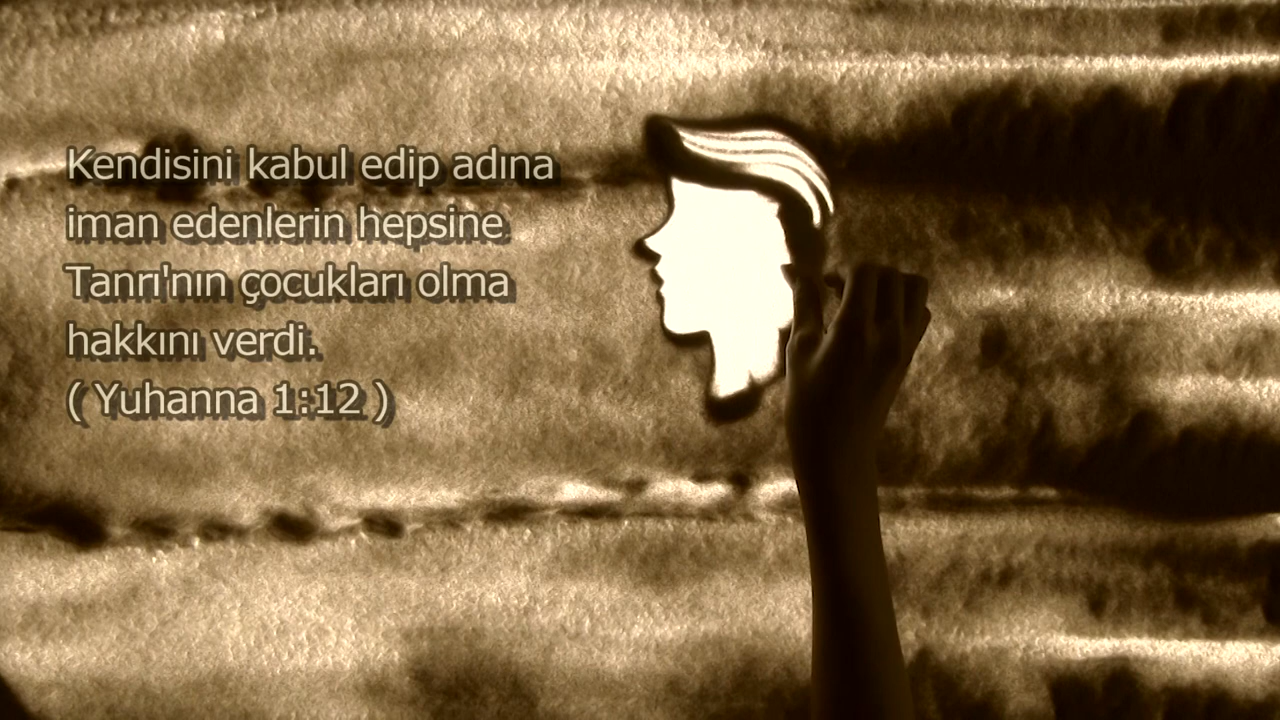 Kendisini kabul edip adına
iman edenlerin hepsine
Tanrı'nın çocukları olma
hakkını verdi.
( Yuhanna 1:12 )